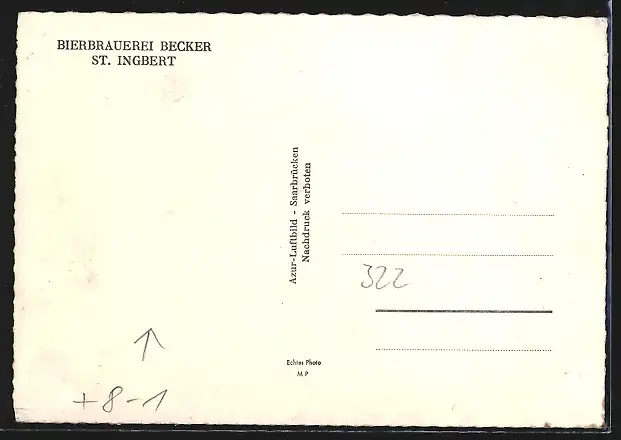 BIERBRAUEREI BECKER
ST. INGBERT
Azur-Luftbild - Saarbrücken
Nachdruck verboten
322
Echtes Photo
M P
+ 8 - 1